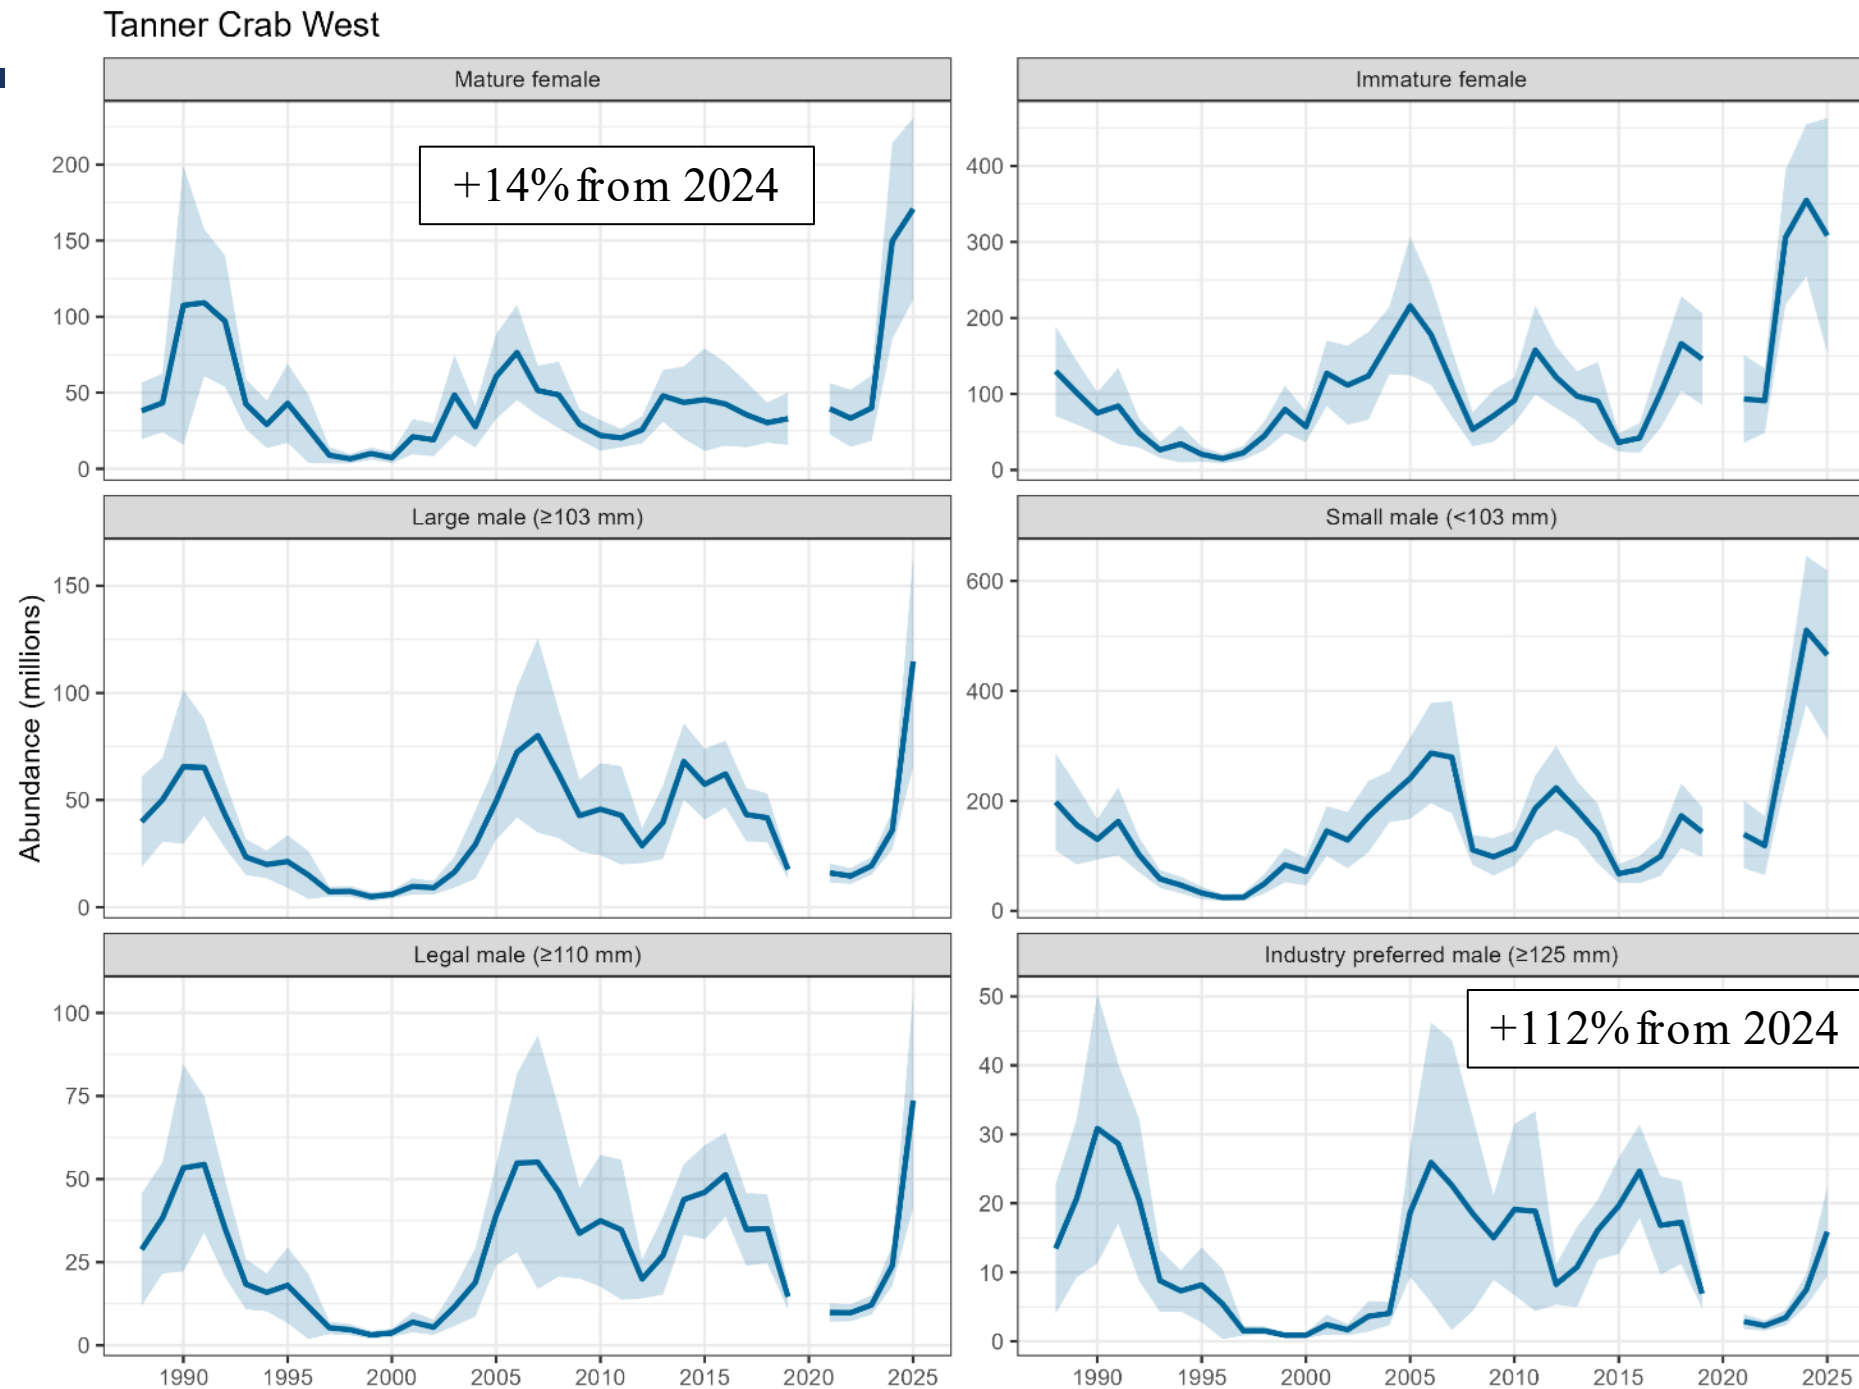 Tanner Crab West
Mature female
Immature female
200
150
100
50
0
+14% from 2024
400
300
200
100
0
Large male (≥103 mm)
Small male (<103 mm)
Abundance (millions)
150
100
50
0
600
400
200
0
Legal male (≥110 mm)
Industry preferred male (≥125 mm)
100
75
50
25
0
50
40
30
20
10
0
+112% from 2024
1990 1995 2000 2005 2010 2015 2020 2025
1990 1995 2000 2005 2010 2015 2020 2025